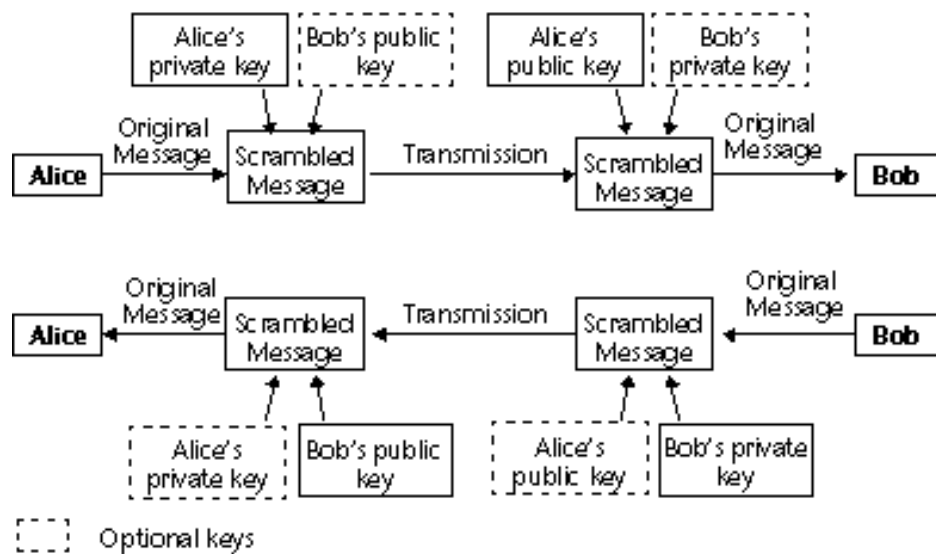 Alice's
private key
Bob's public
key
Alice's
public key
Bob's
private key
Original
Message
Transmission
Original
Message
Alice
Scrambled
Message
Scrambled
Message
Bob
Original
Message
Transmission
Original
Message
Alice
Scrambled
Message
Scrambled
Message
Bob
Alice's
private key
Bob's public
key
Alice's
public key
Bob's private
key
Optional keys